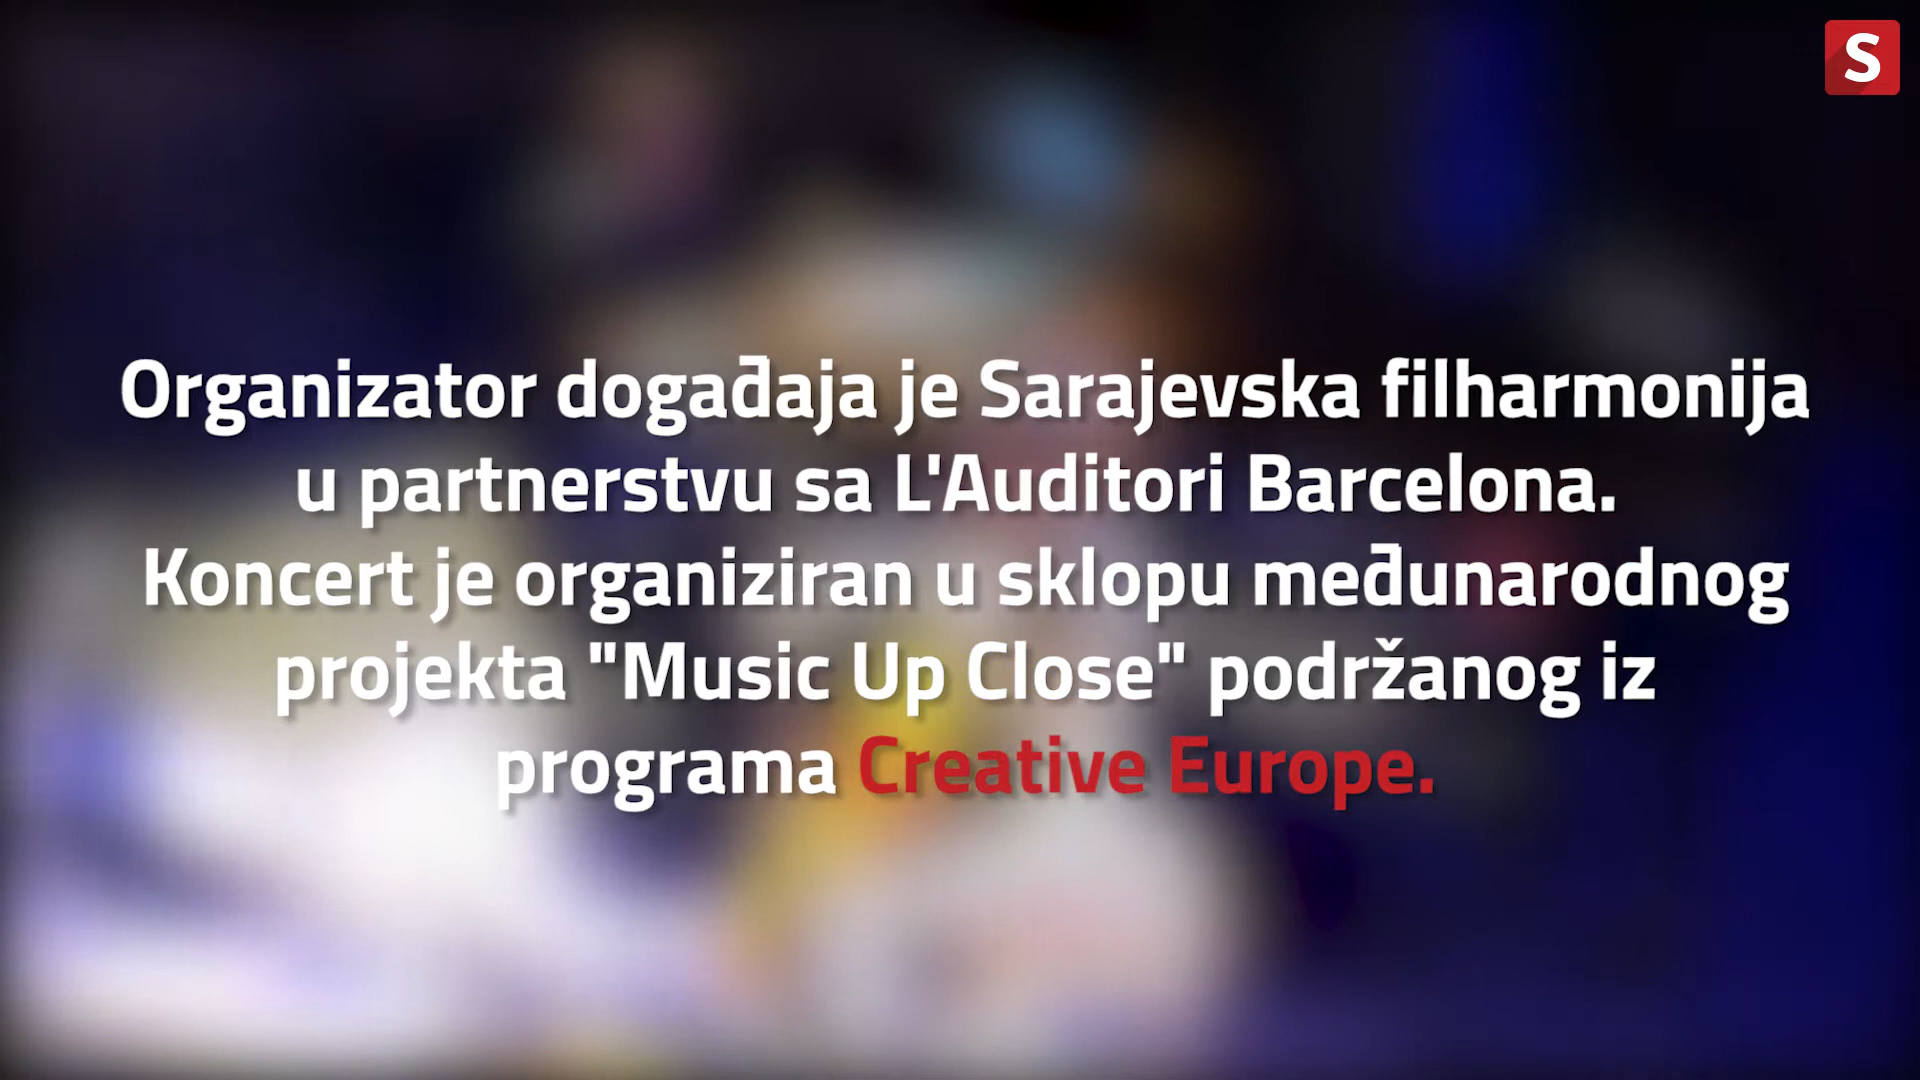 S
Organizator događaja je Sarajevska filharmonija
u partnerstvu sa L'Auditori Barcelona.
Koncert je organiziran u sklopu međunarodnog
projekta "Music Up Close" podržanog iz
programa Creative Europe.